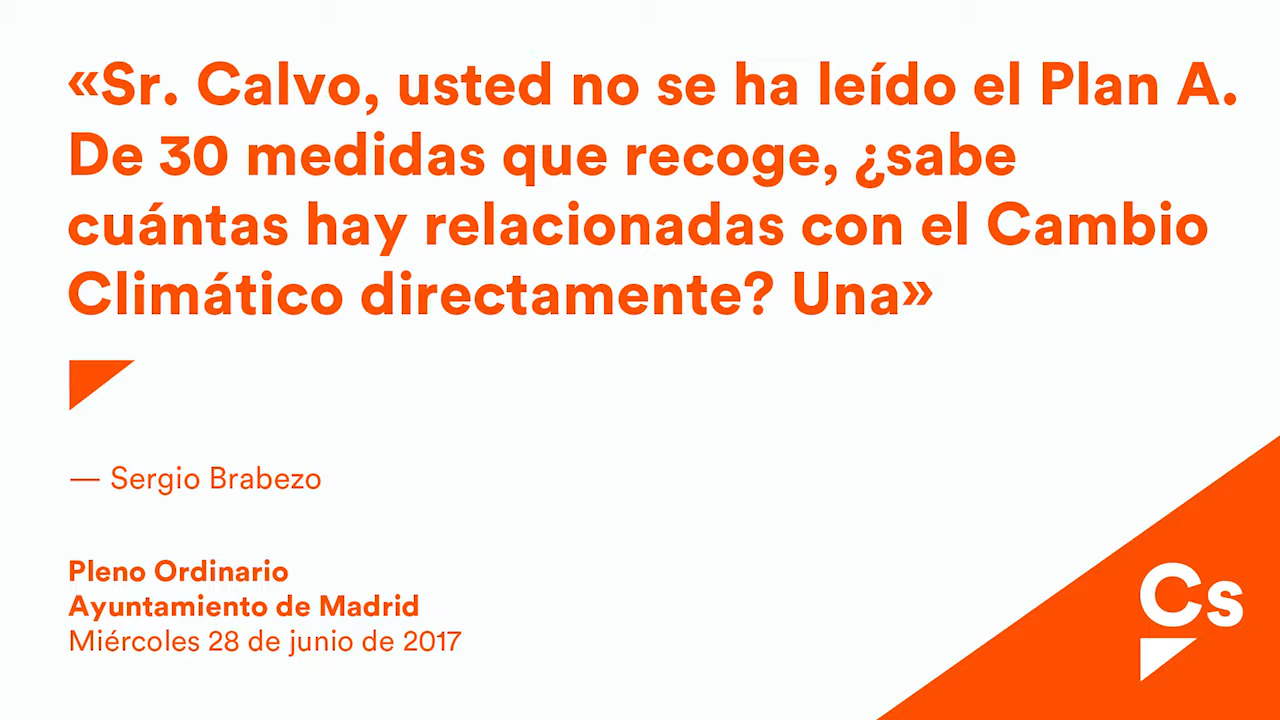 «Sr. Calvo, usted no se ha leído el Plan A.
De 30 medidas que recoge, ¿sabe
cuántas hay relacionadas con el Cambio
Climático directamente? Una»
— Sergio Brabezo
Pleno Ordinario
Ayuntamiento de Madrid
Miércoles 28 de junio de 2017
Cs